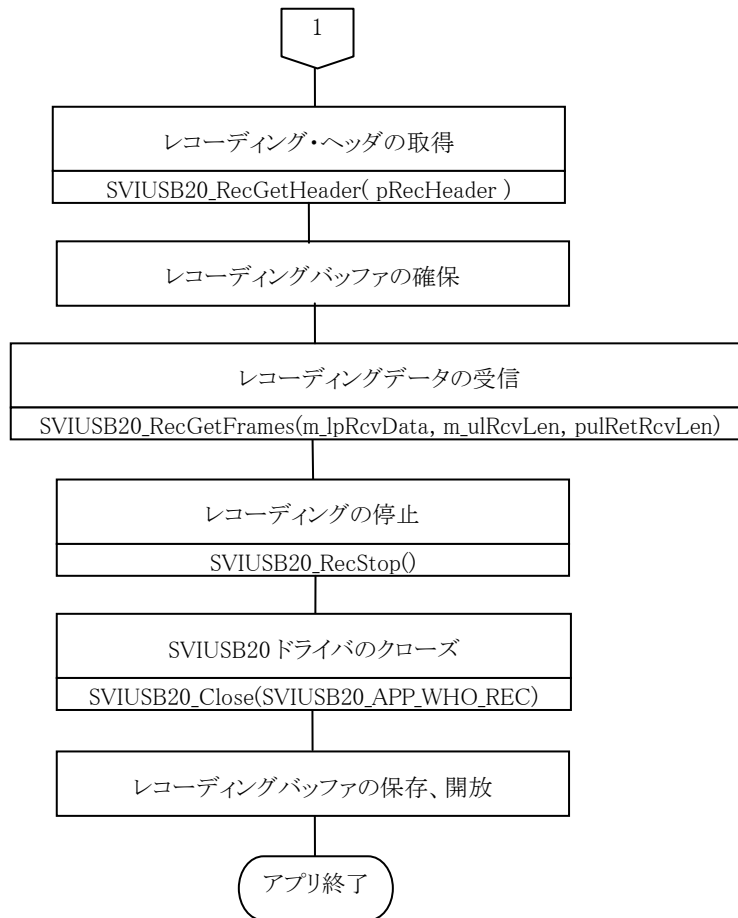 1
レコーディング・ヘッダの取得
SVIUSB20_RecGetHeader( pRecHeader )
レコーディングバッファの確保
レコーディングデータの受信
SVIUSB20_RecGetFrames(m_lpRcvData, m_ulRcvLen, pulRetRcvLen)
レコーディングの停止
SVIUSB20_RecStop()
SVIUSB20 ドライバのクローズ
SVIUSB20_Close(SVIUSB20_APP_WHO_REC)
レコーディングバッファの保存、開放
アプリ終了